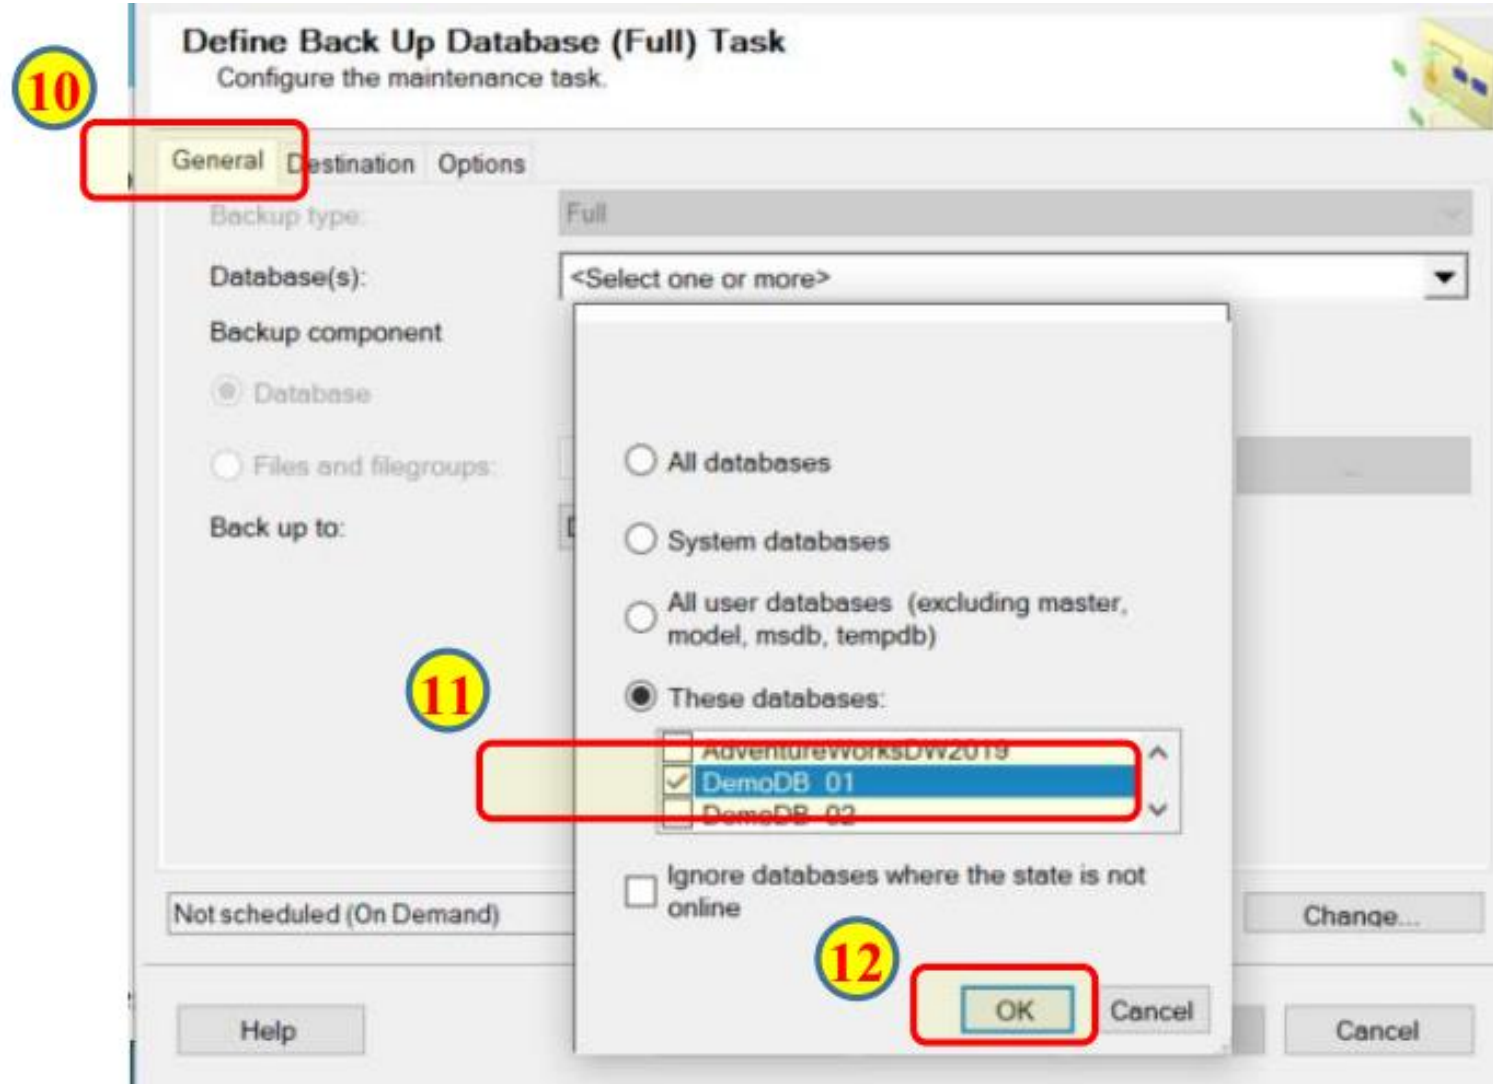 Define Back Up Database (Full) Task
Configure the maintenance task.
10
General Destination Options
Backup type: Full
Database(s): <Select one or more>
Backup component
Database
Files and filegroups:
Back up to:
All databases
System databases
All user databases (excluding master,
model, msdb, tempdb)
11
These databases:
AdventureWorksDW2019
DemoDB_01
DemoDB_02
Ignore databases where the state is not
online
Not scheduled (On Demand)
Change...
12
OK Cancel
Help
Cancel